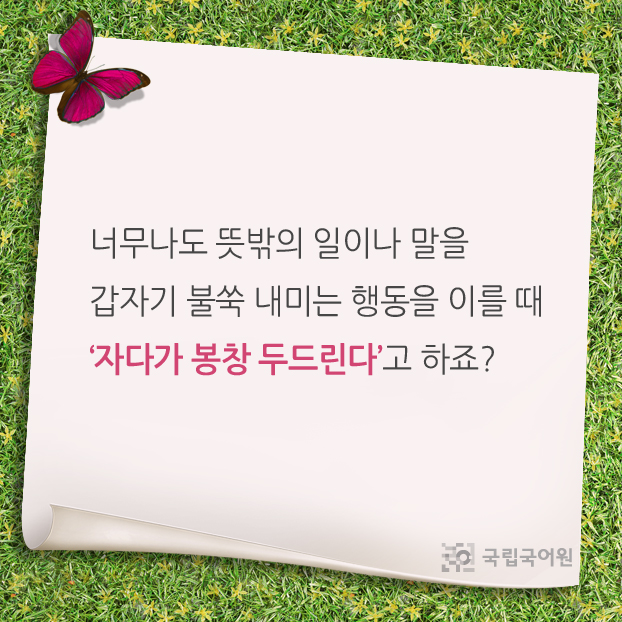 너무나도 뜻밖의 일이나 말을
갑자기 불쑥 내미는 행동을 이를 때
‘자다가 봉창 두드린다’고 하죠?
국립국어원